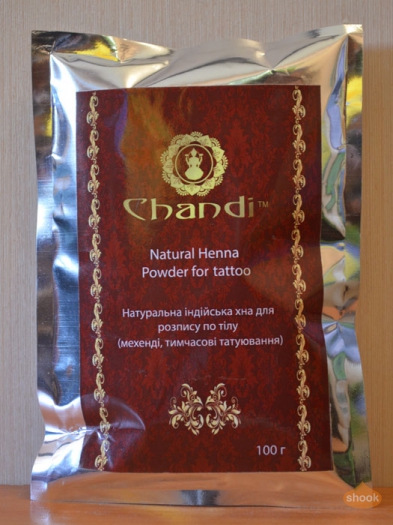 Chandi™
Natural Henna
Powder for tattoo
Натуральна індійська хна для
розпису по тілу
(мехенді, тимчасові татуювання)
100 г
shook